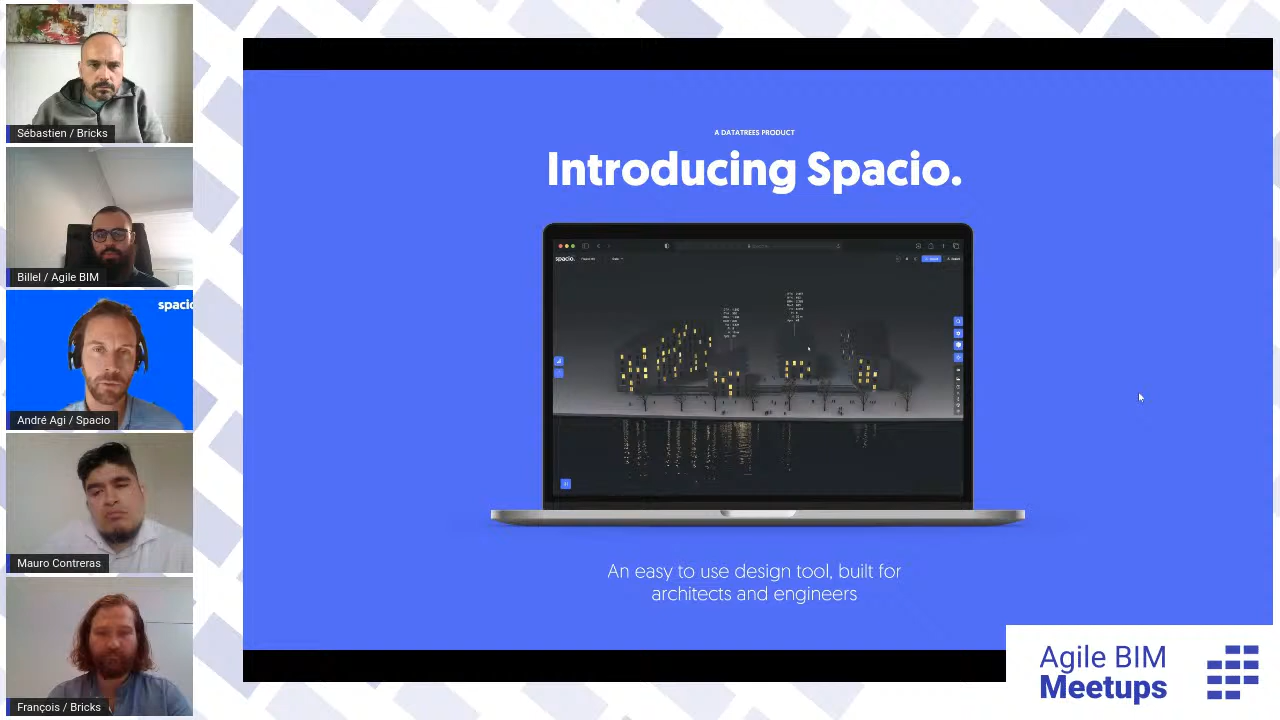 Sébastien / Bricks
Billel / Agile BIM
spacio
André Agi / Spacio
Mauro Contreras
François / Bricks
A DATATREES PRODUCT
Introducing Spacio.
spacio.
An easy to use design tool, built for
architects and engineers
Agile BIM
Meetups